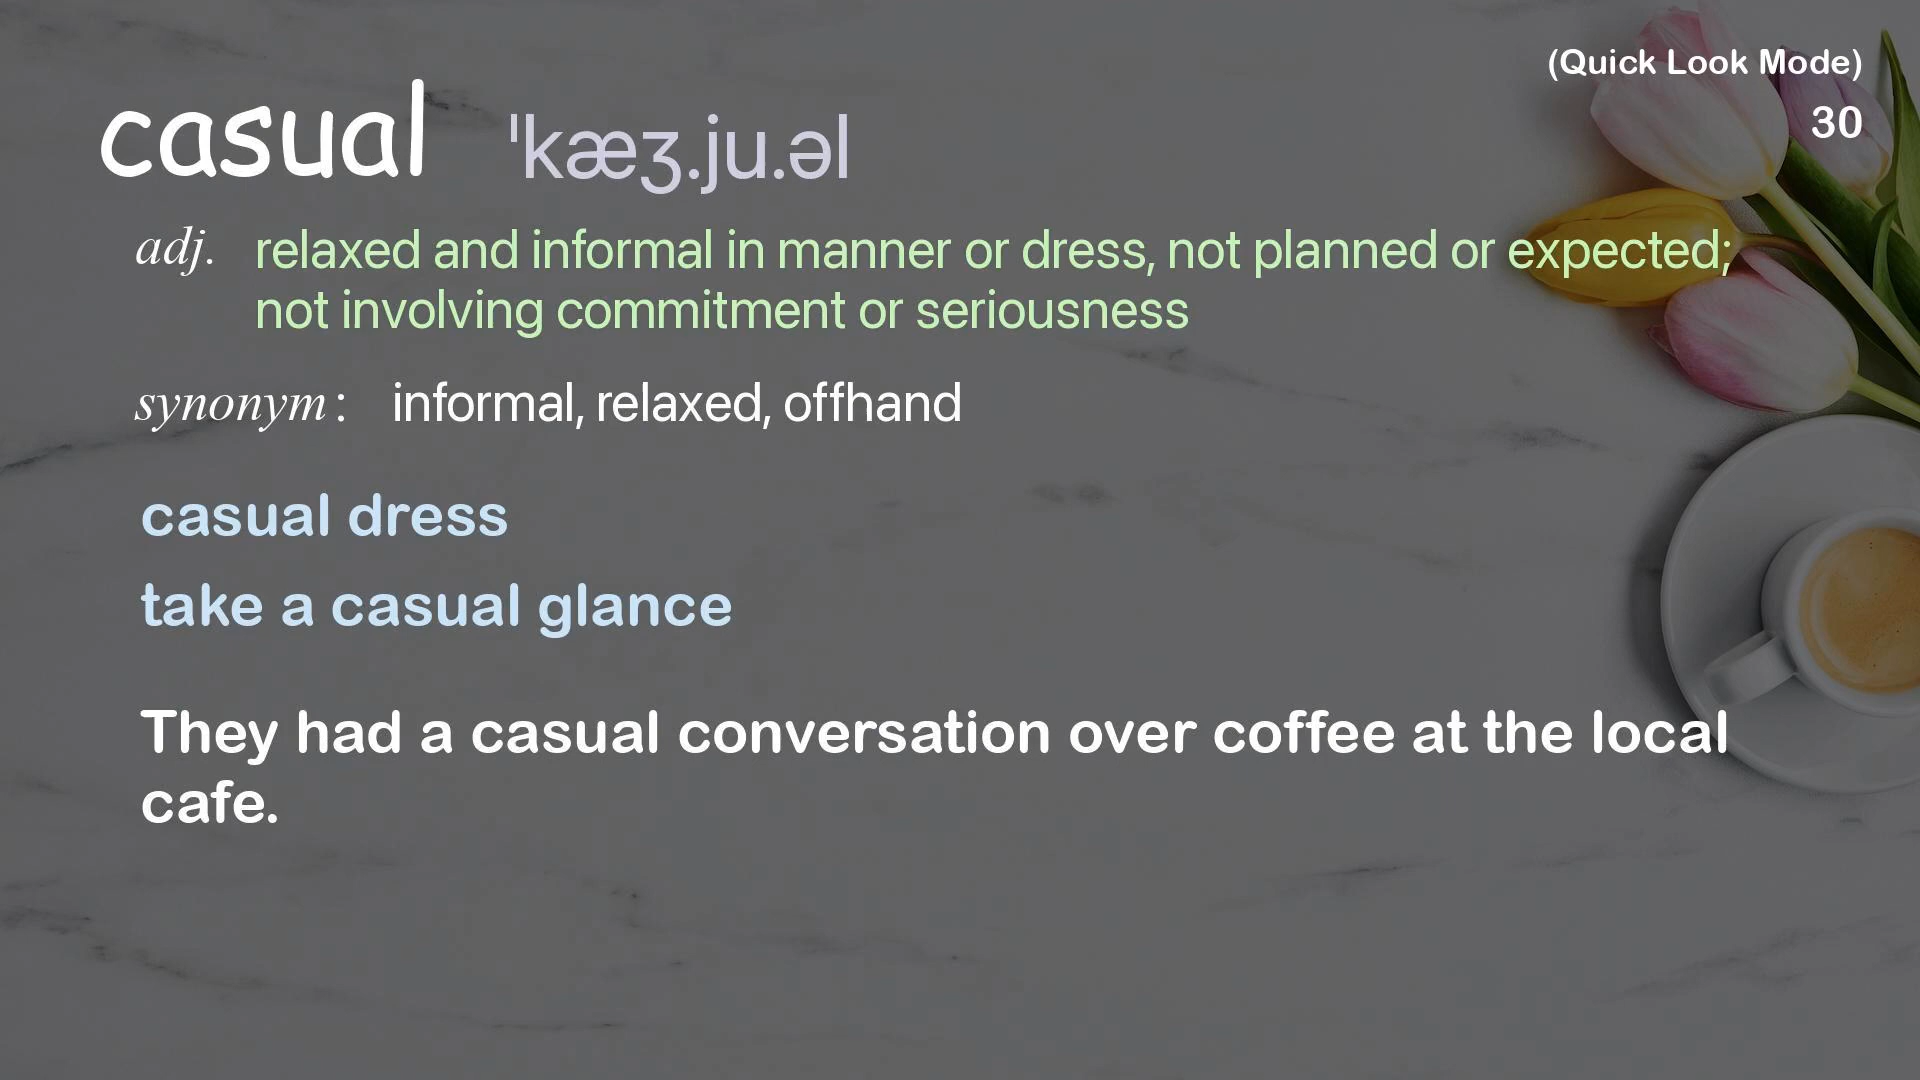 (Quick Look Mode)
30
casual ˈkæʒ.ju.əl
adj. relaxed and informal in manner or dress, not planned or expected;
not involving commitment or seriousness
synonym: informal, relaxed, offhand
casual dress
take a casual glance
They had a casual conversation over coffee at the local
cafe.